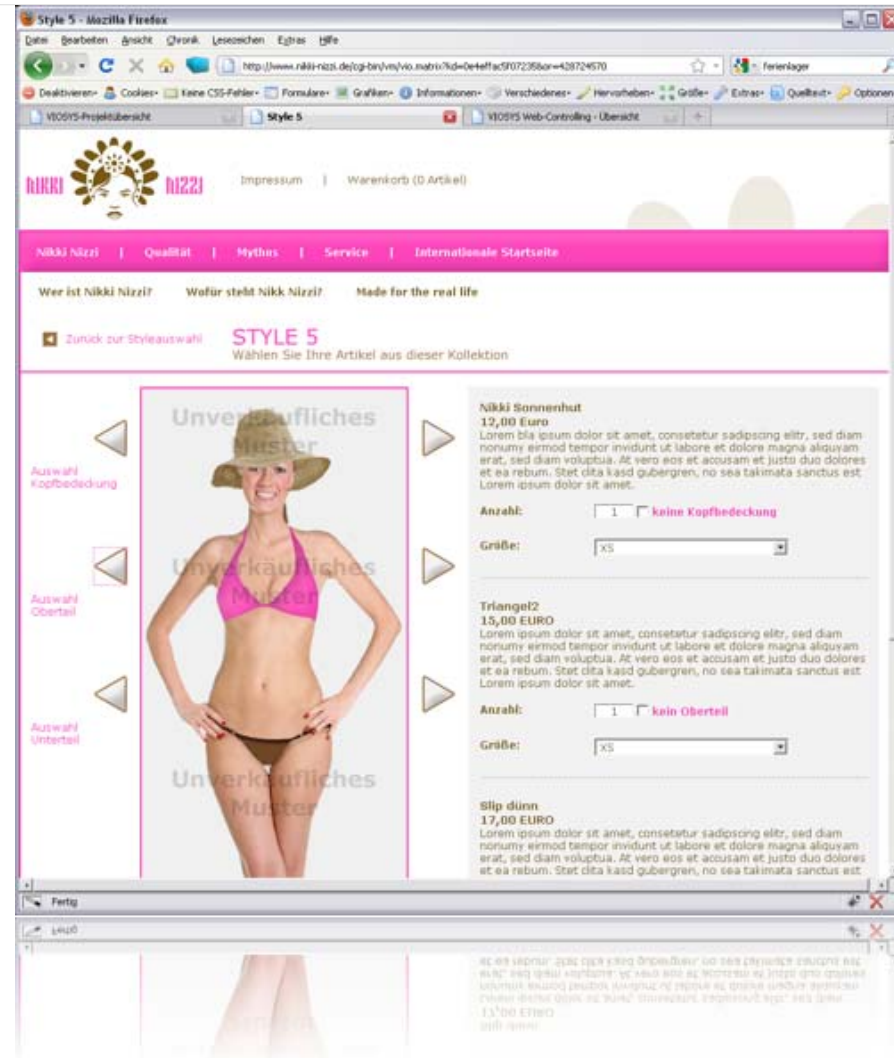 Style 5 - Mozilla Firefox
Datei Bearbeiten Ansicht Chronik Lesezeichen Extras Hilfe
Ferienlager
Deaktivieren Cookies Keine CSS-Fehler Formulare Grafiken Informationen Verschiedenes Hervorheben Größe Extras Quelltext Optionen
VIOSYS-Projektübersicht Style 5 VIOSYS Web-Controlling - Übersicht
NIKKI NIZZI
Impressum | Warenkorb (0 Artikel)
Nikki Nizzi | Qualität | Mythos | Service | Internationale Startseite
Wer ist Nikki Nizzi? Wofür steht Nikk Nizzi? Made for the real life
Zurück zur Styleauswahl
STYLE 5
Wählen Sie Ihre Artikel aus dieser Kollektion
Auswahl
Kopfbedeckung
Auswahl
Oberteil
Auswahl
Unterteil
Unverkäufliches
Muster
Unverkäufliches
Muster
Unverkäufliches
Muster
Nikki Sonnenhut
12,00 Euro
Lorem bla ipsum dolor sit amet, consetetur sadipscing elitr, sed diam
nonumy eirmod tempor invidunt ut labore et dolore magna aliquyam
erat, sed diam voluptua. At vero eos et accusam et justo duo dolores
et ea rebum. Stet clita kasd gubergren, no sea takimata sanctus est
Lorem ipsum dolor sit amet.
Anzahl: 1 keine Kopfbedeckung
Größe: XS
Triangel2
15,00 EURO
Lorem ipsum dolor sit amet, consetetur sadipscing elitr, sed diam
nonumy eirmod tempor invidunt ut labore et dolore magna aliquyam
erat, sed diam voluptua. At vero eos et accusam et justo duo dolores
et ea rebum. Stet clita kasd gubergren, no sea takimata sanctus est
Lorem ipsum dolor sit amet.
Anzahl: 1 kein Oberteil
Größe: XS
Slip dünn
17,00 EURO
Lorem ipsum dolor sit amet, consetetur sadipscing elitr, sed diam
nonumy eirmod tempor invidunt ut labore et dolore magna aliquyam
erat, sed diam voluptua. At vero eos et accusam et justo duo dolores
et ea rebum. Stet clita kasd gubergren, no sea takimata sanctus est
Fertig